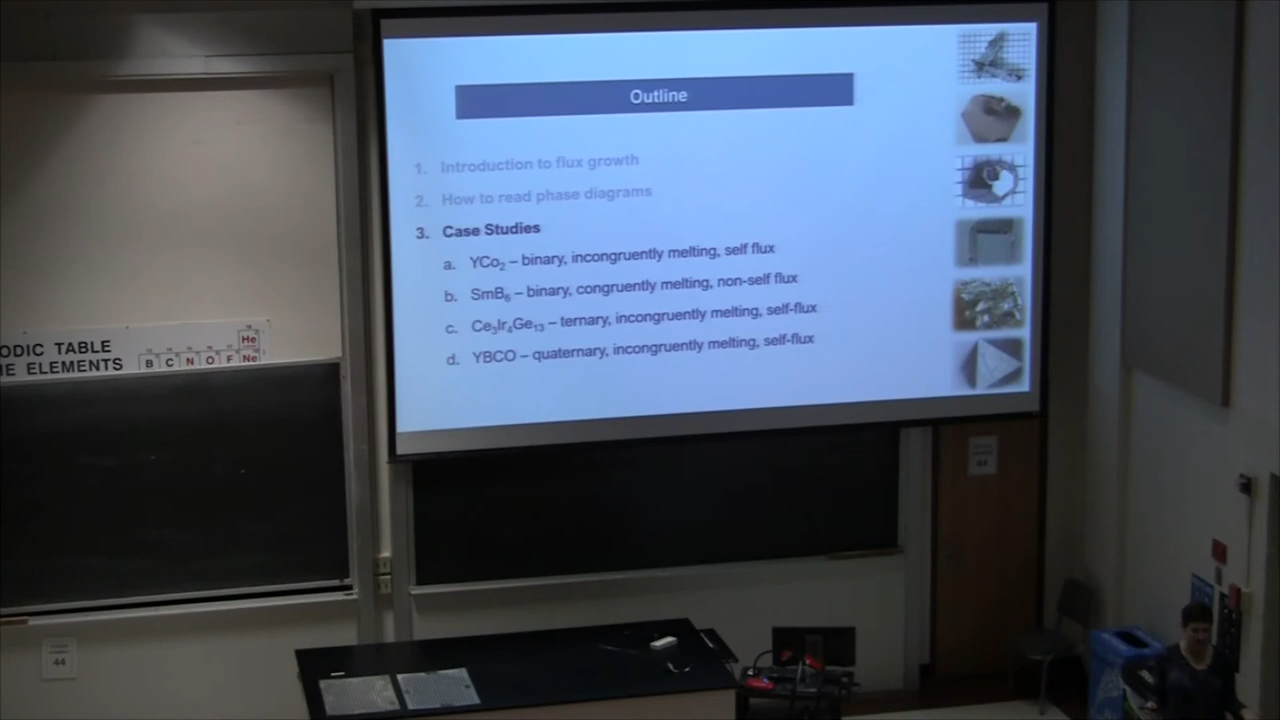 Outline
1. Introduction to flux growth
2. How to read phase diagrams
3. Case Studies
a. YCo2 – binary, incongruently melting, self flux
b. SmB6 – binary, congruently melting, non-self flux
c. Ce3Ir4Ge13 – ternary, incongruently melting, self-flux
d. YBCO – quaternary, incongruently melting, self-flux
ODIC TABLE
E ELEMENTS
He
B C N O F Ne
44
44